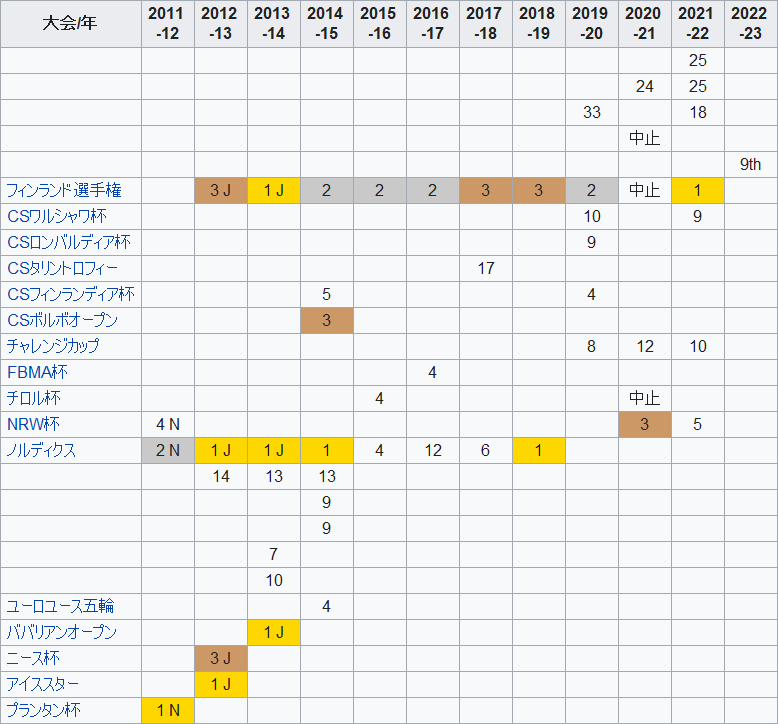 大会/年 2011-12 2012-13 2013-14 2014-15 2015-16 2016-17 2017-18 2018-19 2019-20 2020-21 2021-22 2022-23
25
24 25
33 18
中止
9th
フィンランド選手権 3 J 1 J 2 2 2 3 3 2 中止 1
CSワルシャワ杯 10 9
CSロンバルディア杯 9
CSタリントロフィー 17
CSフィンランディア杯 5 4
CSボルボオープン 3
チャレンジカップ 8 12 10
FBMA杯 4
チロル杯 4 中止
NRW杯 4 N 3 5
ノルディクス 2 N 1 J 1 J 1 4 12 6 1
14 13 13
9
9
7
10
ユーロユース五輪 4
ババリアンオープン 1 J
ニース杯 3 J
アイススター 1 J
プランタン杯 1 N